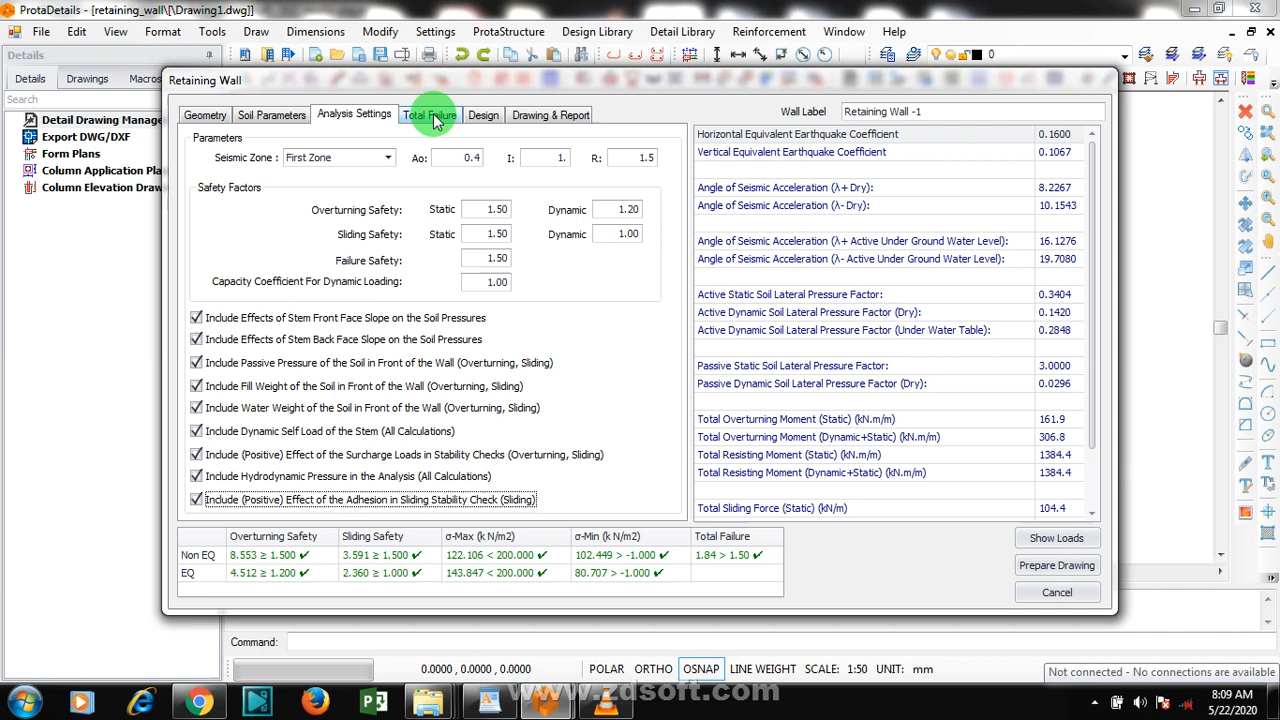 ProtaDetails - [retaining_wall\[\Drawing1.dwg]]
File Edit View Format Tools Draw Dimensions Modify Settings ProtaStructure Design Library Detail Library Reinforcement Window Help
Details
0
Details Drawings Macros
Search
Detail Drawing Manage
Export DWG/DXF
Form Plans
Column Application Pla
Column Elevation Draw
Retaining Wall
Geometry Soil Parameters Analysis Settings Total Failure Design Drawing & Report
Wall Label Retaining Wall -1
Parameters
Seismic Zone : First Zone Ao: 0.4 I: 1. R: 1.5
Safety Factors
Overturning Safety: Static 1.50 Dynamic 1.20
Sliding Safety: Static 1.50 Dynamic 1.00
Failure Safety: 1.50
Capacity Coefficient For Dynamic Loading: 1.00
Include Effects of Stem Front Face Slope on the Soil Pressures
Include Effects of Stem Back Face Slope on the Soil Pressures
Include Passive Pressure of the Soil in Front of the Wall (Overturning, Sliding)
Include Fill Weight of the Soil in Front of the Wall (Overturning, Sliding)
Include Water Weight of the Soil in Front of the Wall (Overturning, Sliding)
Include Dynamic Self Load of the Stem (All Calculations)
Include (Positive) Effect of the Surcharge Loads in Stability Checks (Overturning, Sliding)
Include Hydrodynamic Pressure in the Analysis (All Calculations)
Include (Positive) Effect of the Adhesion in Sliding Stability Check (Sliding)
Horizontal Equivalent Earthquake Coefficient 0.1600
Vertical Equivalent Earthquake Coefficient 0.1067
Angle of Seismic Acceleration (λ+ Dry): 8.2267
Angle of Seismic Acceleration (λ- Dry): 10.1543
Angle of Seismic Acceleration (λ+ Active Under Ground Water Level): 16.1276
Angle of Seismic Acceleration (λ- Active Under Ground Water Level): 19.7080
Active Static Soil Lateral Pressure Factor: 0.3404
Active Dynamic Soil Lateral Pressure Factor (Dry): 0.1420
Active Dynamic Soil Lateral Pressure Factor (Under Water Table): 0.2848
Passive Static Soil Lateral Pressure Factor: 3.0000
Passive Dynamic Soil Lateral Pressure Factor (Dry): 0.0296
Total Overturning Moment (Static) (kN.m/m) 161.9
Total Overturning Moment (Dynamic+Static) (kN.m/m) 306.8
Total Resisting Moment (Static) (kN.m/m) 1384.4
Total Resisting Moment (Dynamic+Static) (kN.m/m) 1384.4
Total Sliding Force (Static) (kN/m) 104.4
Overturning Safety Sliding Safety σ-Max (k N/m2) σ-Min (k N/m2) Total Failure
Non EQ 8.553 ≥ 1.500 ✔ 3.591 ≥ 1.500 ✔ 122.106 < 200.000 ✔ 102.449 > -1.000 ✔ 1.84 > 1.50 ✔
EQ 4.512 ≥ 1.200 ✔ 2.360 ≥ 1.000 ✔ 143.847 < 200.000 ✔ 80.707 > -1.000 ✔
Show Loads
Prepare Drawing
Cancel
Command:
0.0000 , 0.0000 , 0.0000 POLAR ORTHO OSNAP LINE WEIGHT SCALE: 1:50 UNIT: mm
Not connected - No connections are available
www.zdsoft.com
8:09 AM
5/22/2020